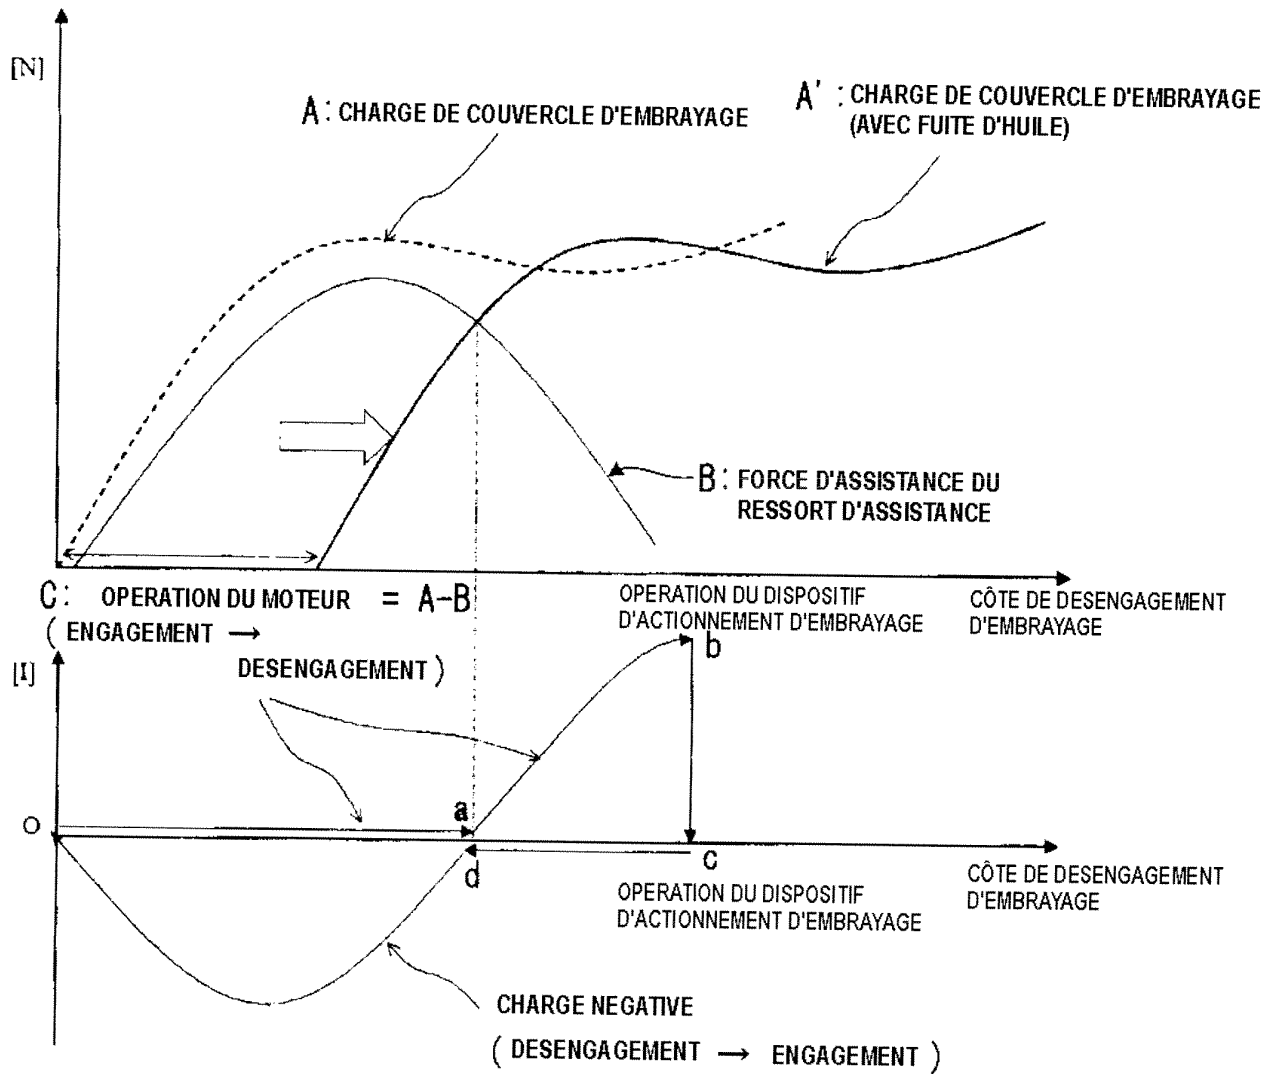 [N]
A: CHARGE DE COUVERCLE D'EMBRAYAGE
A' : CHARGE DE COUVERCLE D'EMBRAYAGE
(AVEC FUITE D'HUILE)
B: FORCE D'ASSISTANCE DU
RESSORT D'ASSISTANCE
C: OPERATION DU MOTEUR = A-B
( ENGAGEMENT →
DESENGAGEMENT )
OPERATION DU DISPOSITIF
D'ACTIONNEMENT D'EMBRAYAGE
CÔTE DE DESENGAGEMENT
D'EMBRAYAGE
[I]
b
a
O
d
c
OPERATION DU DISPOSITIF
D'ACTIONNEMENT D'EMBRAYAGE
CÔTE DE DESENGAGEMENT
D'EMBRAYAGE
CHARGE NEGATIVE
( DESENGAGEMENT → ENGAGEMENT )